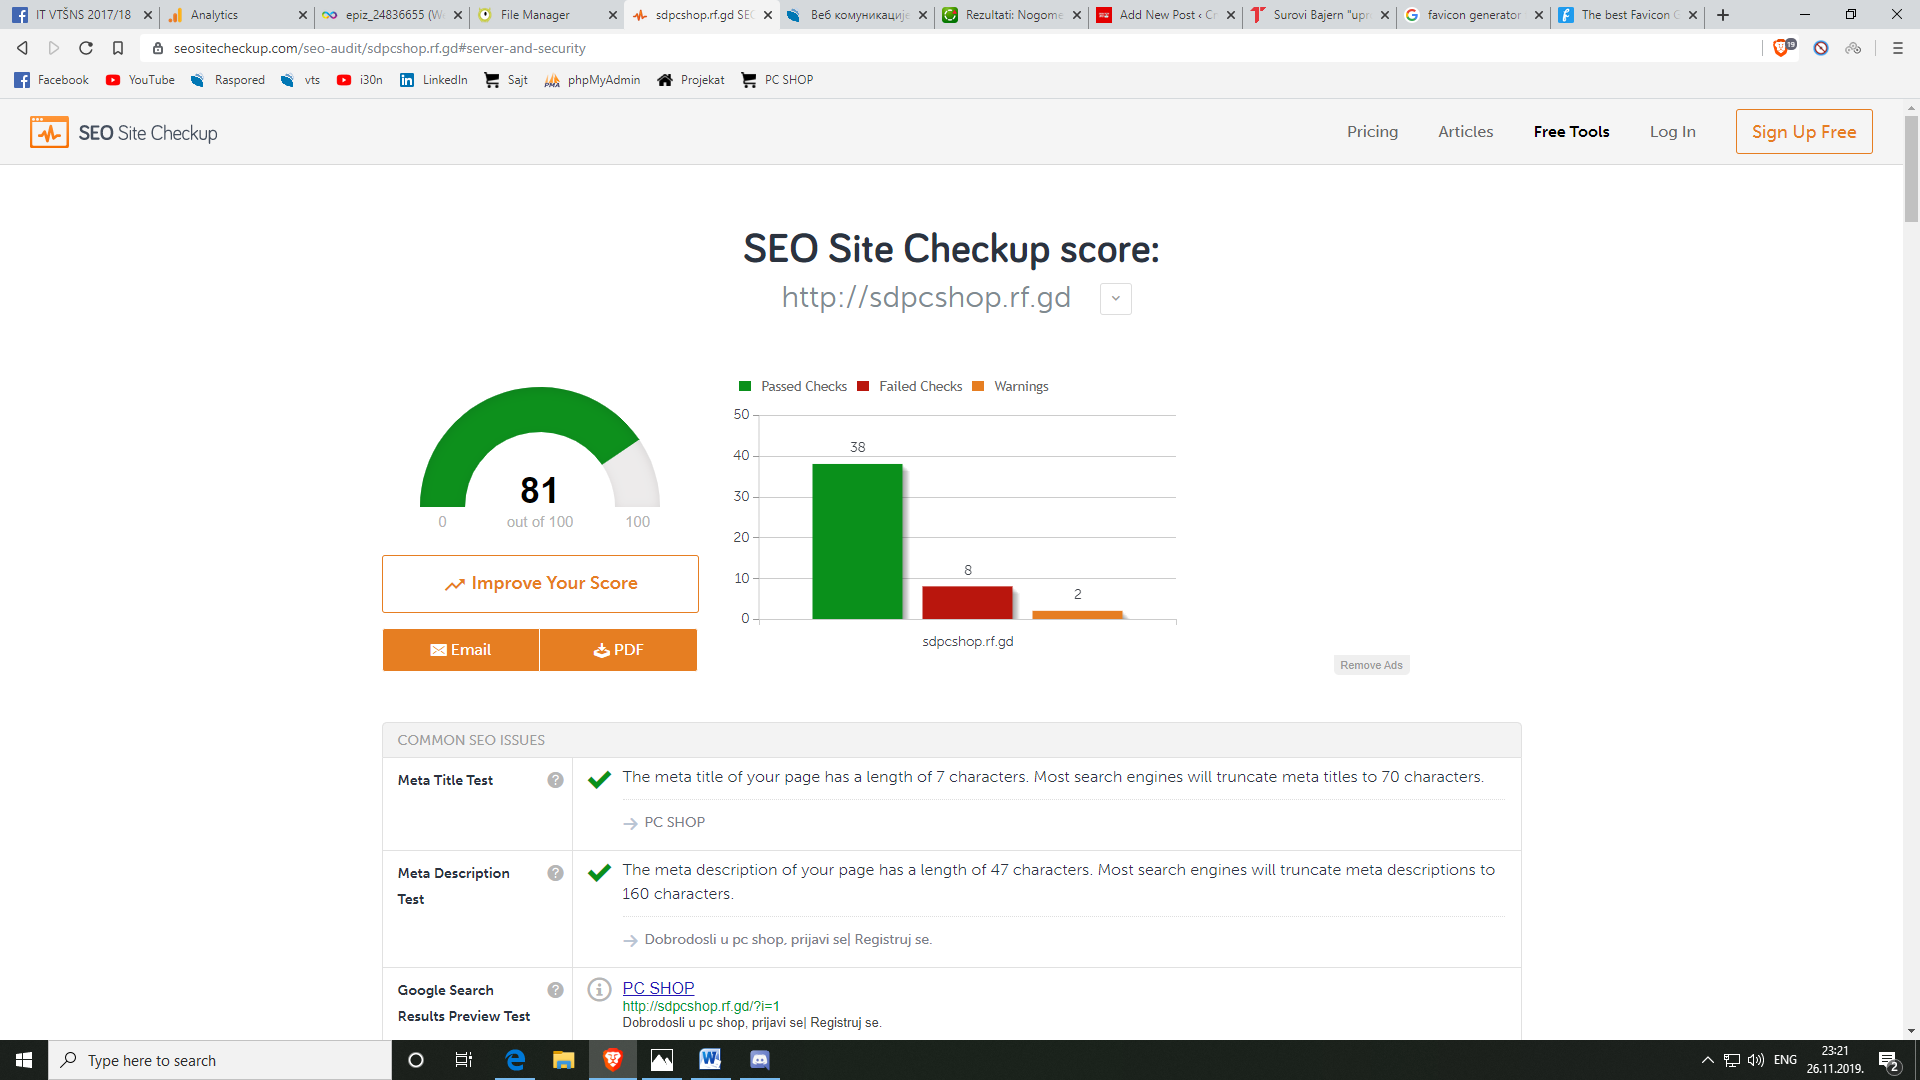 IT VTŠNS 2017/18
Analytics
epiz_24836655 (We
File Manager
sdpcshop.rf.gd SEO
Веб комуникације
Rezultati: Nogome
Add New Post ‹ Cr
Surovi Bajern "upr
favicon generator
The best Favicon G
seositecheckup.com/seo-audit/sdpcshop.rf.gd#server-and-security
19
Facebook
YouTube
Raspored
vts
i30n
LinkedIn
Sajt
phpMyAdmin
Projekat
PC SHOP
SEO Site Checkup
Pricing
Articles
Free Tools
Log In
Sign Up Free
SEO Site Checkup score:
http://sdpcshop.rf.gd
81
0
out of 100
100
Improve Your Score
Email
PDF
Passed Checks
Failed Checks
Warnings
50
40
30
20
10
0
38
8
2
sdpcshop.rf.gd
Remove Ads
COMMON SEO ISSUES
Meta Title Test
?
The meta title of your page has a length of 7 characters. Most search engines will truncate meta titles to 70 characters.
PC SHOP
Meta Description
Test
?
The meta description of your page has a length of 47 characters. Most search engines will truncate meta descriptions to
160 characters.
Dobrodosli u pc shop, prijavi se| Registruj se.
Google Search
Results Preview Test
?
PC SHOP
http://sdpcshop.rf.gd/?i=1
Dobrodosli u pc shop, prijavi se| Registruj se.
Type here to search
ENG
23:21
26.11.2019.
2